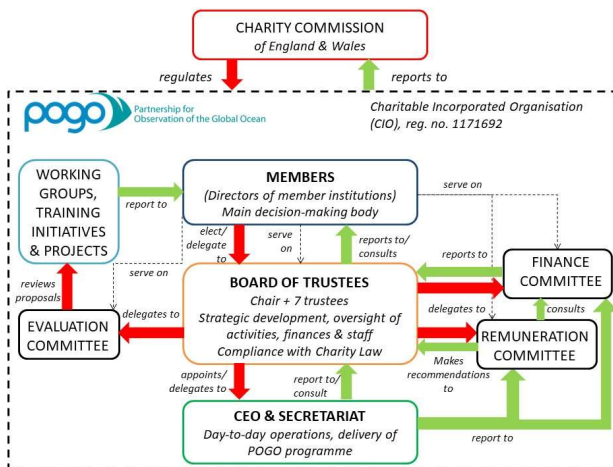 CHARITY COMMISSION
of England & Wales
regulates
reports to
pogo
Partnership for
Observation of the Global Ocean
Charitable Incorporated Organisation
(CIO), reg. no. 1171692
WORKING
GROUPS,
TRAINING
INITIATIVES
& PROJECTS
report to
MEMBERS
(Directors of member institutions)
Main decision-making body
serve on
elect/
delegate
to
serve
on
reports to/
consults
serve on
reports to
FINANCE
COMMITTEE
reviews
proposals
BOARD OF TRUSTEES
Chair + 7 trustees
Strategic development, oversight of
activities, finances & staff
Compliance with Charity Law
EVALUATION
COMMITTEE
delegates to
delegates to
consults
REMUNERATION
COMMITTEE
Makes
recommendations
to
appoints/
delegates to
report to/
consult
CEO & SECRETARIAT
Day-to-day operations, delivery of
POGO programme
report to